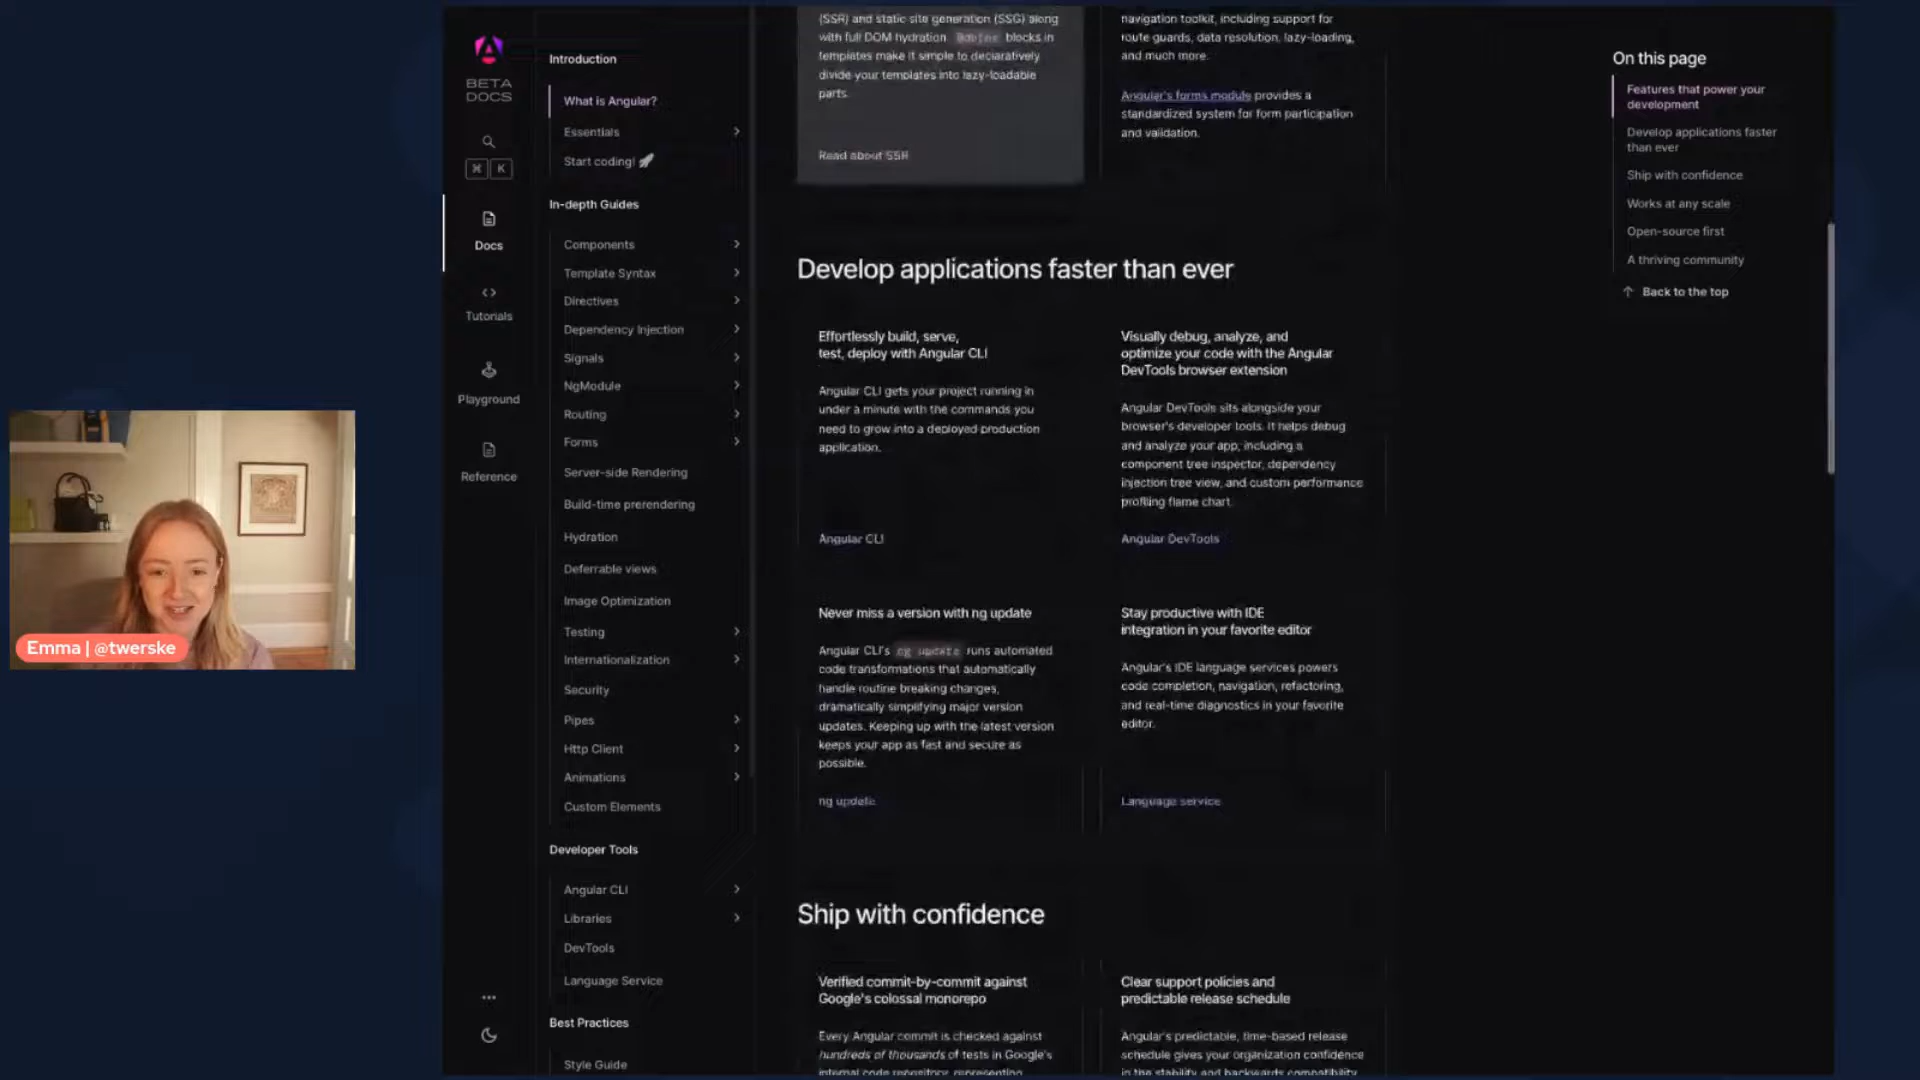 BETA
DOCS
⌘ K
Docs
Tutorials
Playground
Reference
Introduction
What is Angular?
Essentials
Start coding! 🚀
In-depth Guides
Components
Template Syntax
Directives
Dependency Injection
Signals
NgModule
Routing
Forms
Server-side Rendering
Build-time prerendering
Hydration
Deferrable views
Image Optimization
Testing
Internationalization
Security
Pipes
Http Client
Animations
Custom Elements
Developer Tools
Angular CLI
Libraries
DevTools
Language Service
Best Practices
Style Guide
(SSR) and static site generation (SSG) along
with full DOM hydration. @defer blocks in
templates make it simple to declaratively
divide your templates into lazy-loadable
parts.
Read about SSR
navigation toolkit, including support for
route guards, data resolution, lazy-loading,
and much more.
Angular's forms module provides a
standardized system for form participation
and validation.
Develop applications faster than ever
Effortlessly build, serve,
test, deploy with Angular CLI
Angular CLI gets your project running in
under a minute with the commands you
need to grow into a deployed production
application.
Angular CLI
Visually debug, analyze, and
optimize your code with the Angular
DevTools browser extension
Angular DevTools sits alongside your
browser's developer tools. It helps debug
and analyze your app, including a
component tree inspector, dependency
injection tree view, and custom performance
profiling flame chart.
Angular DevTools
Never miss a version with ng update
Angular CLI's ng update runs automated
code transformations that automatically
handle routine breaking changes,
dramatically simplifying major version
updates. Keeping up with the latest version
keeps your app as fast and secure as
possible.
ng update
Stay productive with IDE
integration in your favorite editor
Angular's IDE language services powers
code completion, navigation, refactoring,
and real-time diagnostics in your favorite
editor.
Language service
Ship with confidence
Verified commit-by-commit against
Google's colossal monorepo
Every Angular commit is checked against
hundreds of thousands of tests in Google's
internal code repository, representing
Clear support policies and
predictable release schedule
Angular's predictable, time-based release
schedule gives your organization confidence
in the stability and backwards compatibility
On this page
Features that power your
development
Develop applications faster
than ever
Ship with confidence
Works at any scale
Open-source first
A thriving community
Back to the top
Emma | @twerske